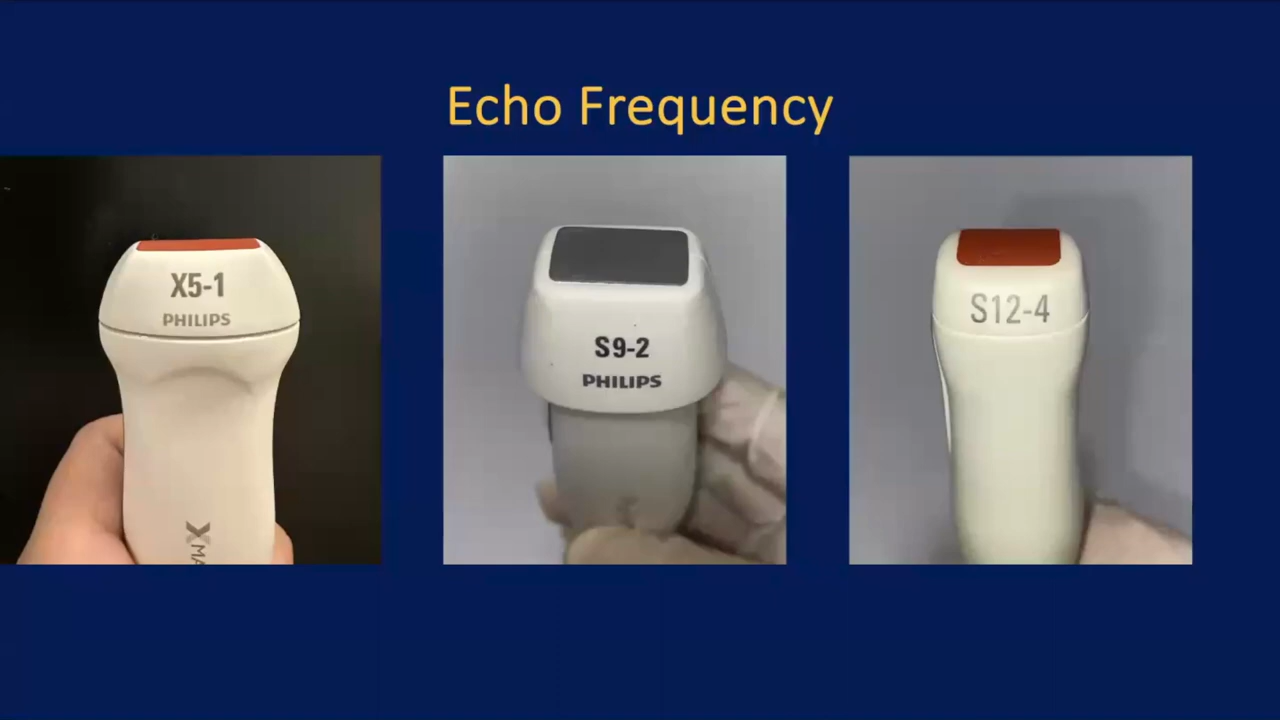 Echo Frequency
X5-1
PHILIPS
S9-2
PHILIPS
S12-4